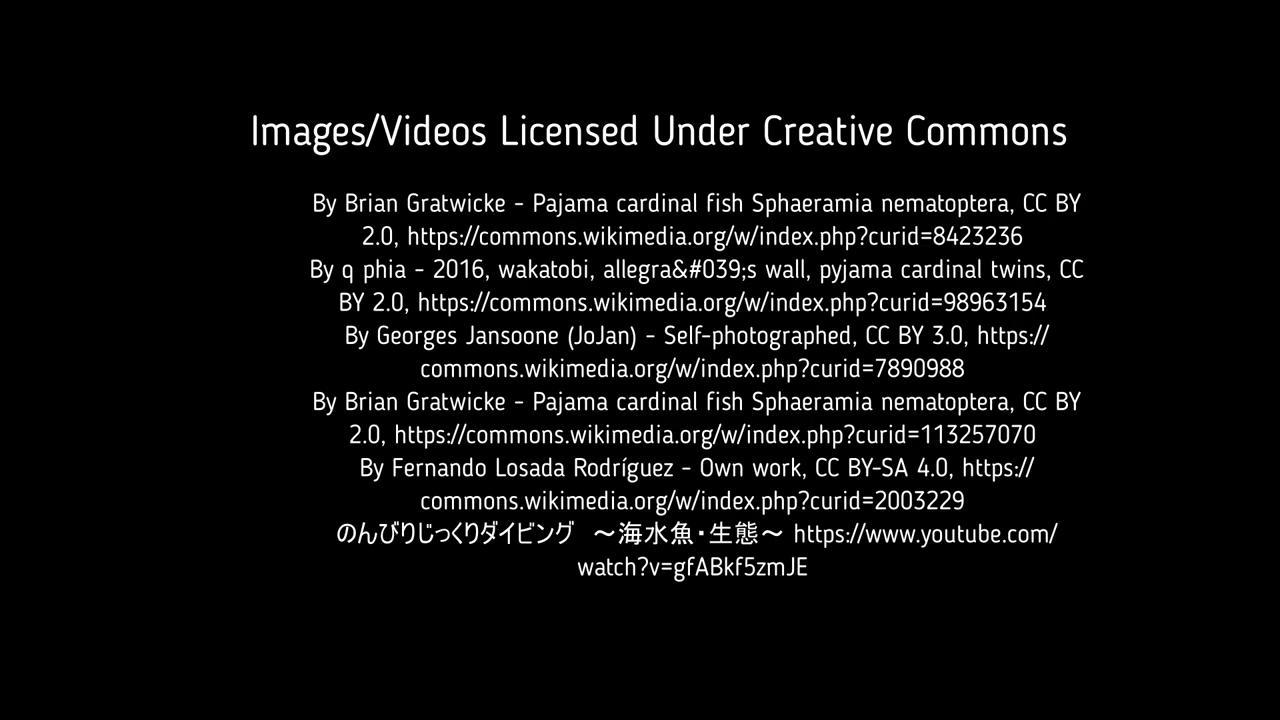 Images/Videos Licensed Under Creative Commons
By Brian Gratwicke - Pajama cardinal fish Sphaeramia nematoptera, CC BY
2.0, https://commons.wikimedia.org/w/index.php?curid=8423236
By q phia - 2016, wakatobi, allegra&#039;s wall, pyjama cardinal twins, CC
BY 2.0, https://commons.wikimedia.org/w/index.php?curid=98963154
By Georges Jansoone (JoJan) - Self-photographed, CC BY 3.0, https://
commons.wikimedia.org/w/index.php?curid=7890988
By Brian Gratwicke - Pajama cardinal fish Sphaeramia nematoptera, CC BY
2.0, https://commons.wikimedia.org/w/index.php?curid=113257070
By Fernando Losada Rodríguez - Own work, CC BY-SA 4.0, https://
commons.wikimedia.org/w/index.php?curid=2003229
のんびりじっくりダイビング　～海水魚・生態～ https://www.youtube.com/
watch?v=gfABkf5zmJE